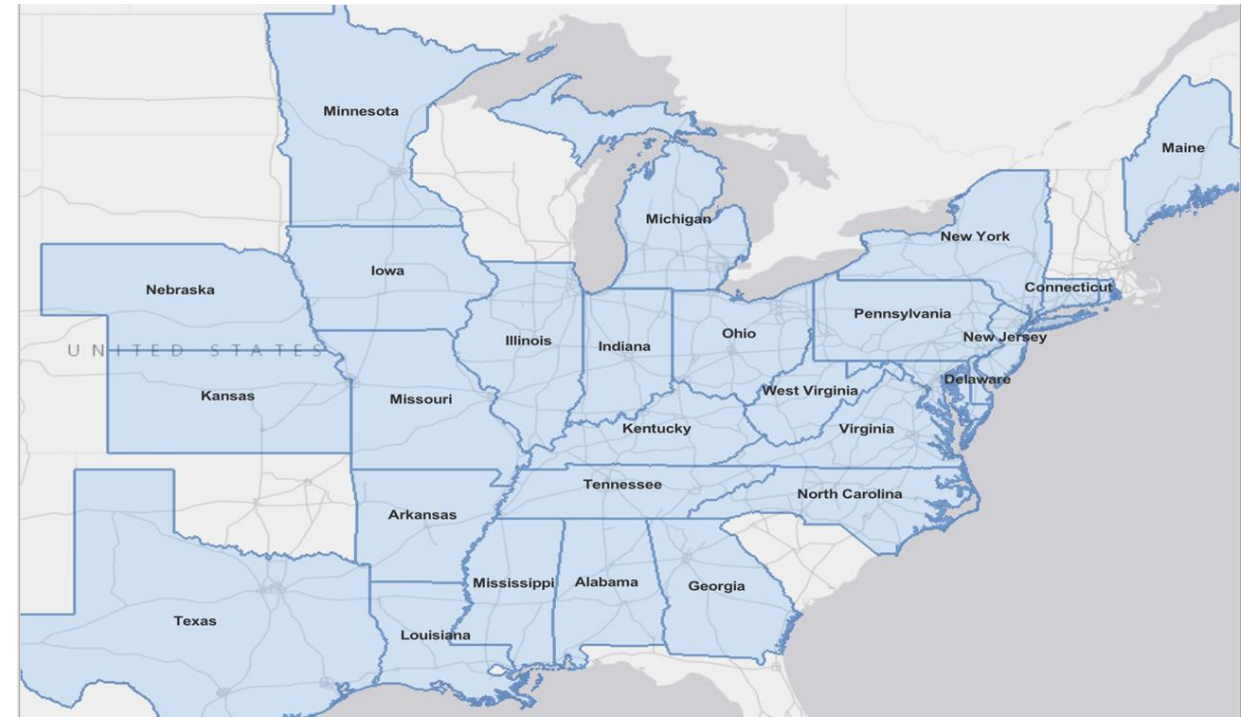 Minnesota
Maine
Michigan
New York
Iowa
Nebraska
Connecticut
Pennsylvania
Ohio
New Jersey
Illinois
Indiana
UNITED STATES
Delaware
West Virginia
Kansas
Missouri
Kentucky
Virginia
Tennessee
North Carolina
Arkansas
Mississippi
Alabama
Georgia
Texas
Louisiana